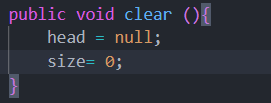 public void clear (){
head = null;
size= 0;
}